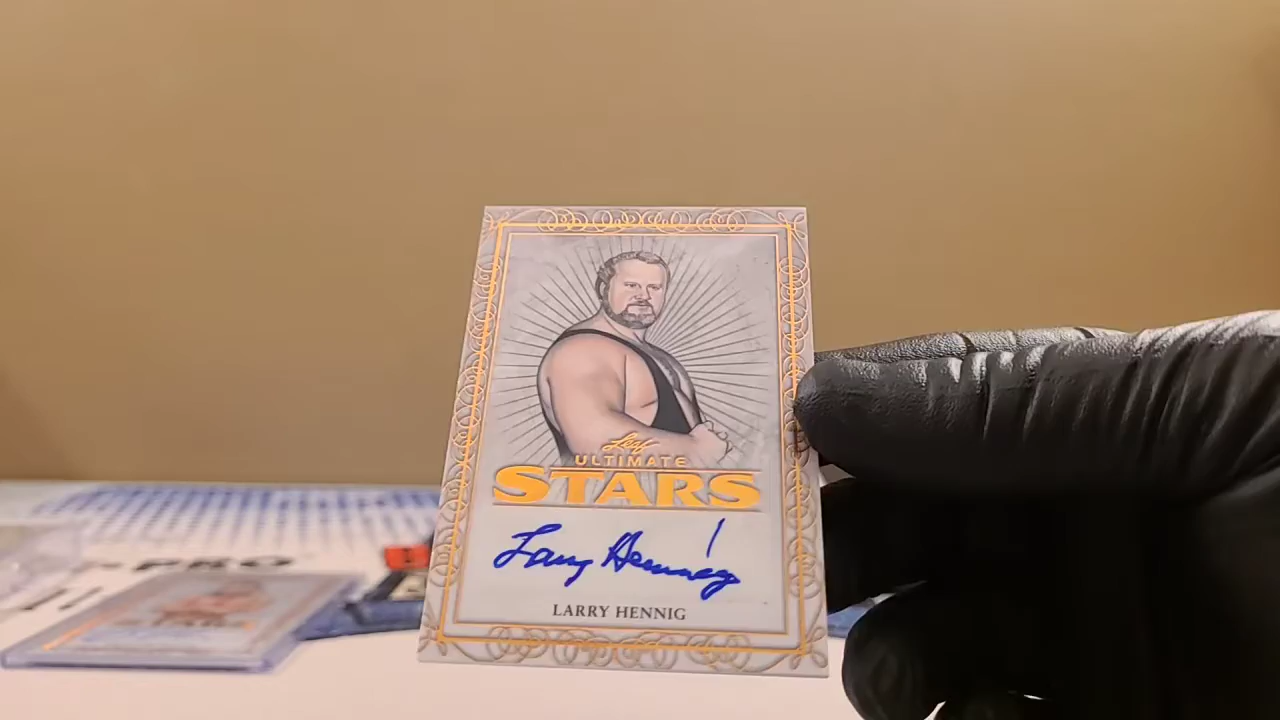 Leaf
ULTIMATE
STARS
Larry Hennig
LARRY HENNIG
PRO